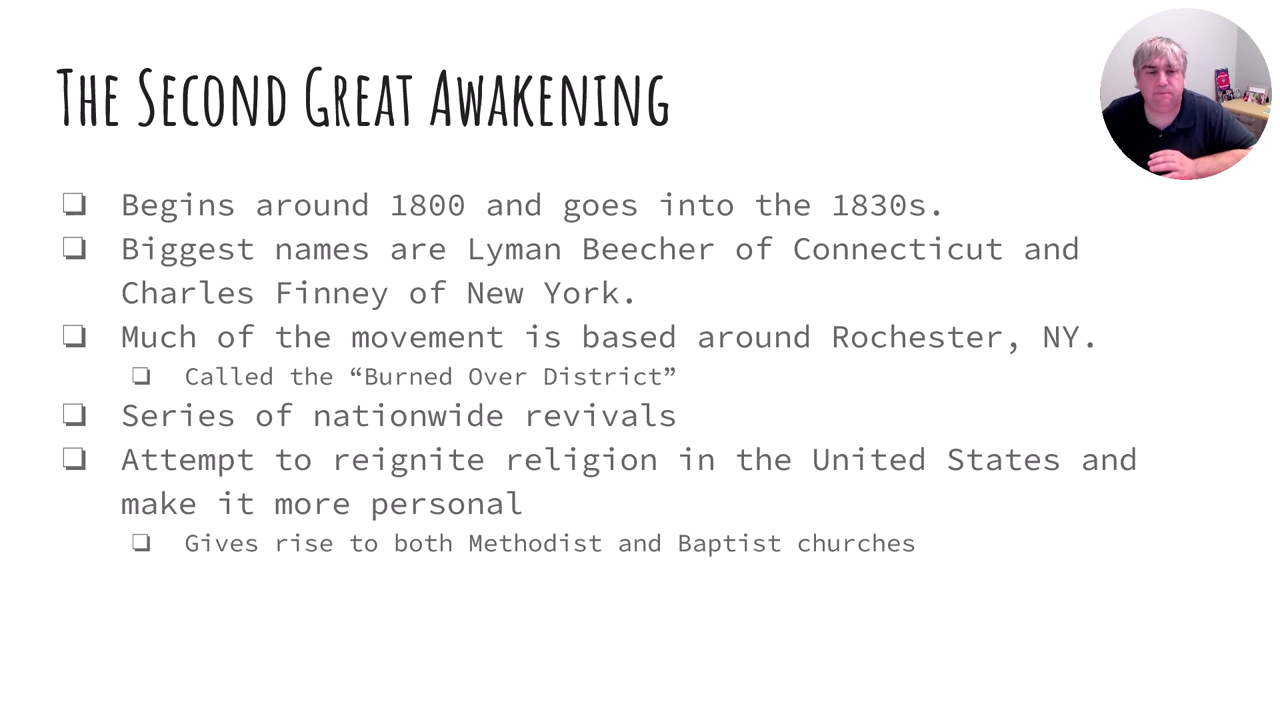 The Second Great Awakening
❏ Begins around 1800 and goes into the 1830s.
❏ Biggest names are Lyman Beecher of Connecticut and
Charles Finney of New York.
❏ Much of the movement is based around Rochester, NY.
❏ Called the “Burned Over District”
❏ Series of nationwide revivals
❏ Attempt to reignite religion in the United States and
make it more personal
❏ Gives rise to both Methodist and Baptist churches